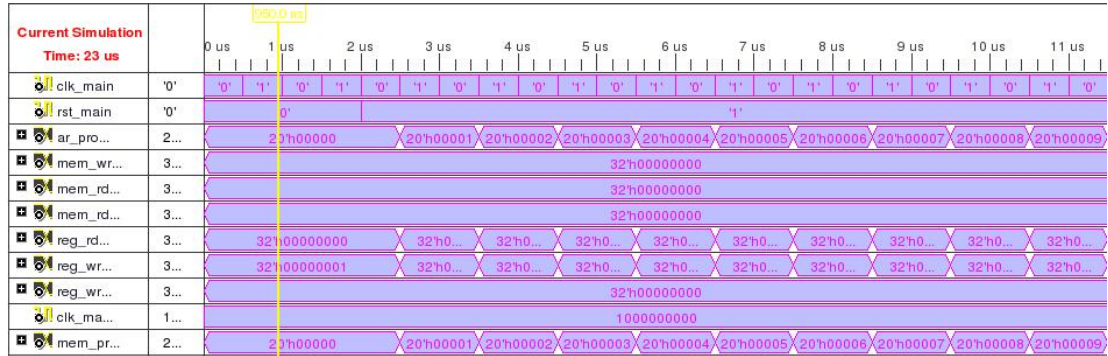 950.0 ns
Current Simulation
Time: 23 us
0 us 1 us 2 us 3 us 4 us 5 us 6 us 7 us 8 us 9 us 10 us 11 us
clk_main '0' '0' '1' '0' '1' '0' '1' '0' '1' '0' '1' '0' '1' '0' '1' '0' '1' '0' '1' '0' '1' '0' '1' '0'
rst_main '0' '0' '1'
ar_pro... 2... 20'h00000 20'h00001 20'h00002 20'h00003 20'h00004 20'h00005 20'h00006 20'h00007 20'h00008 20'h00009
mem_wr... 3... 32'h00000000
mem_rd... 3... 32'h00000000
mem_rd... 3... 32'h00000000
reg_rd... 3... 32'h00000000 32'h0... 32'h0... 32'h0... 32'h0... 32'h0... 32'h0... 32'h0... 32'h0... 32'h0...
reg_wr... 3... 32'h00000001 32'h0... 32'h0... 32'h0... 32'h0... 32'h0... 32'h0... 32'h0... 32'h0... 32'h0...
reg_wr... 3... 32'h00000000
clk_ma... 1... 1000000000
mem_pr... 2... 20'h00000 20'h00001 20'h00002 20'h00003 20'h00004 20'h00005 20'h00006 20'h00007 20'h00008 20'h00009